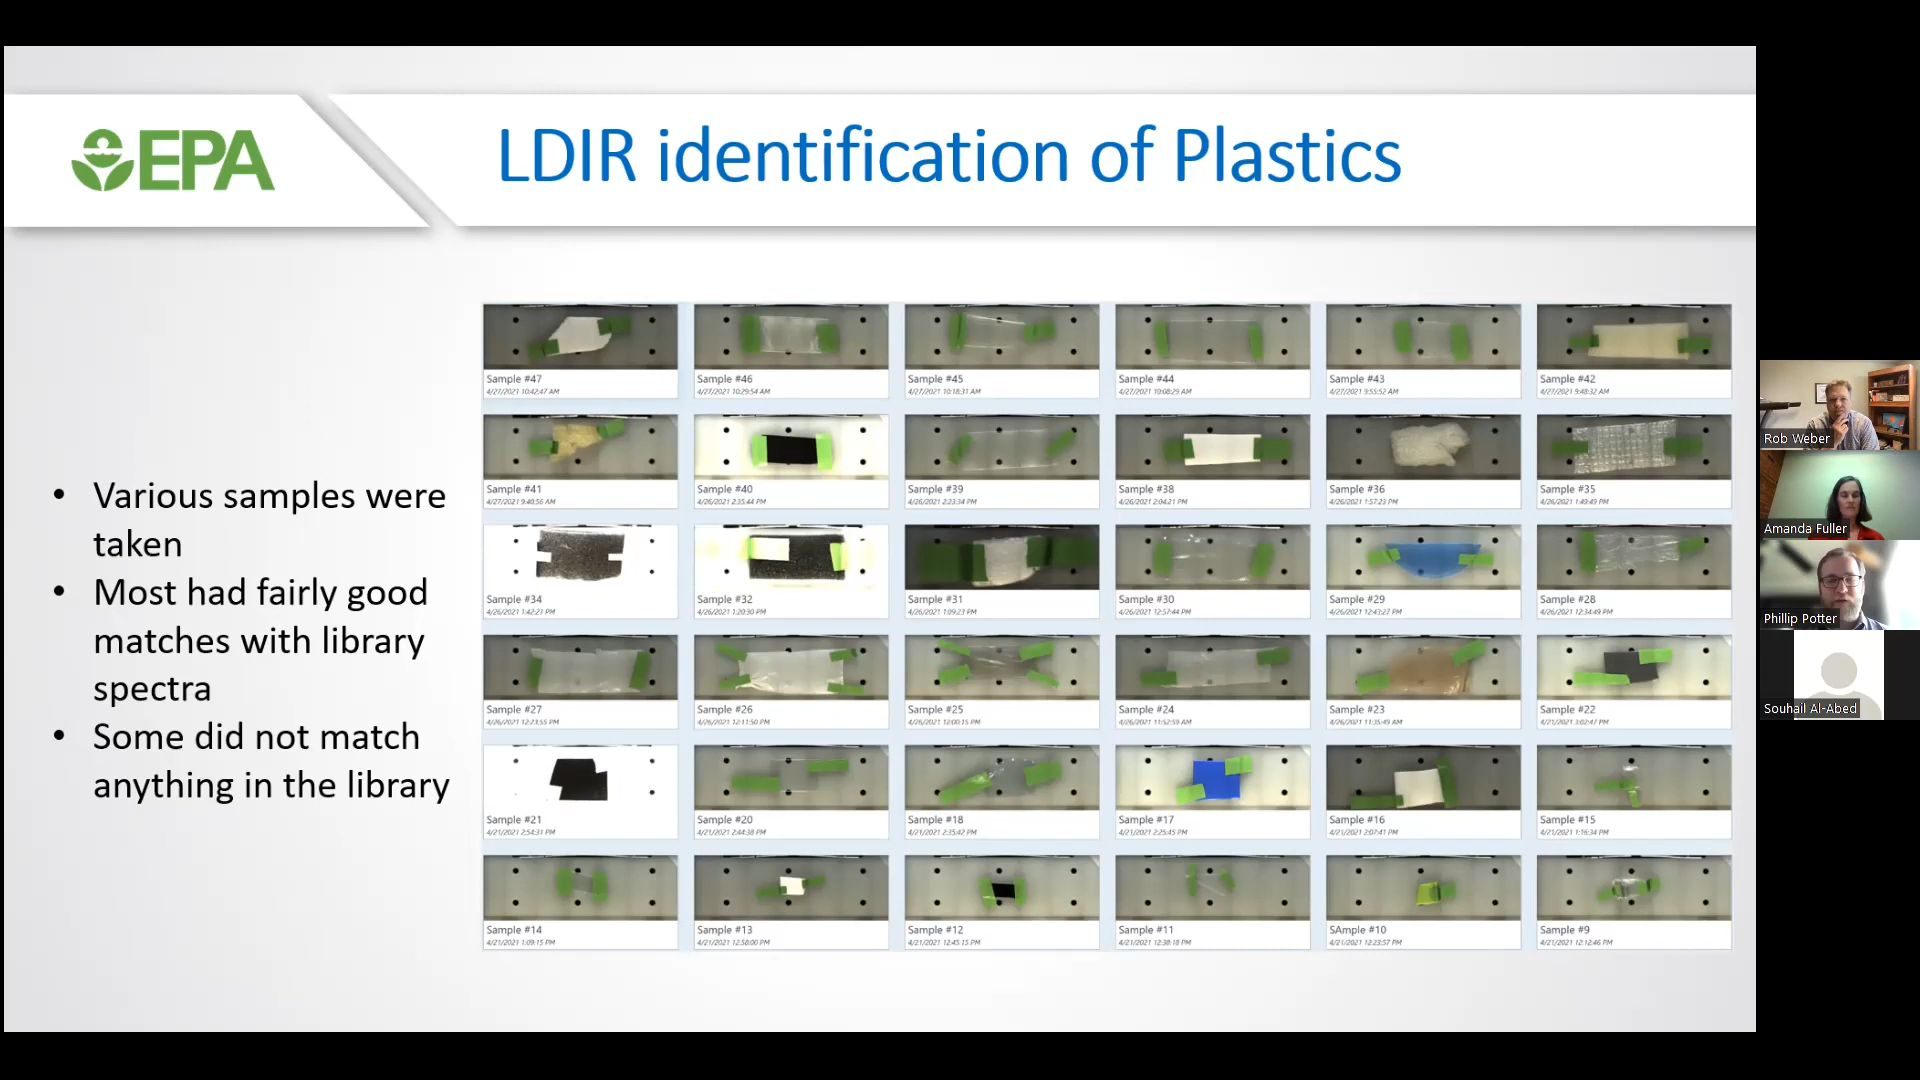 EPA
LDIR identification of Plastics
• Various samples were
taken
• Most had fairly good
matches with library
spectra
• Some did not match
anything in the library
Sample #47
4/27/2021 10:42:47 AM
Sample #46
4/27/2021 10:29:54 AM
Sample #45
4/27/2021 10:18:31 AM
Sample #44
4/27/2021 10:08:29 AM
Sample #43
4/27/2021 9:55:52 AM
Sample #42
4/27/2021 9:48:32 AM
Sample #41
4/27/2021 9:40:56 AM
Sample #40
4/26/2021 2:35:44 PM
Sample #39
4/26/2021 2:23:34 PM
Sample #38
4/26/2021 2:04:21 PM
Sample #36
4/26/2021 1:57:23 PM
Sample #35
4/26/2021 1:49:49 PM
Sample #34
4/26/2021 1:42:21 PM
Sample #32
4/26/2021 1:20:30 PM
Sample #31
4/26/2021 1:09:23 PM
Sample #30
4/26/2021 12:57:44 PM
Sample #29
4/26/2021 12:43:27 PM
Sample #28
4/26/2021 12:34:49 PM
Sample #27
4/26/2021 12:23:55 PM
Sample #26
4/26/2021 12:11:50 PM
Sample #25
4/26/2021 12:00:15 PM
Sample #24
4/26/2021 11:52:59 AM
Sample #23
4/26/2021 11:35:49 AM
Sample #22
4/21/2021 3:02:47 PM
Sample #21
4/21/2021 2:54:31 PM
Sample #20
4/21/2021 2:44:38 PM
Sample #18
4/21/2021 2:35:42 PM
Sample #17
4/21/2021 2:25:45 PM
Sample #16
4/21/2021 2:07:41 PM
Sample #15
4/21/2021 1:16:34 PM
Sample #14
4/21/2021 1:09:15 PM
Sample #13
4/21/2021 12:58:00 PM
Sample #12
4/21/2021 12:45:15 PM
Sample #11
4/21/2021 12:38:18 PM
SAmple #10
4/21/2021 12:23:57 PM
Sample #9
4/21/2021 12:12:46 PM
Rob Weber
Amanda Fuller
Phillip Potter
Souhail Al-Abed